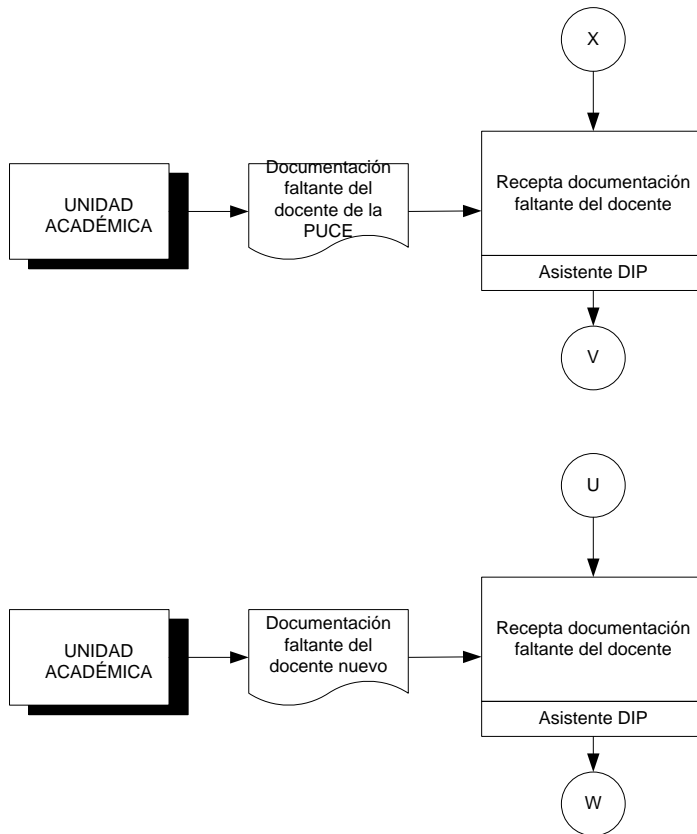 X
UNIDAD
ACADÉMICA
Documentación
faltante del
docente de la
PUCE
Recepta documentación
faltante del docente
Asistente DIP
V
U
UNIDAD
ACADÉMICA
Documentación
faltante del
docente nuevo
Recepta documentación
faltante del docente
Asistente DIP
W